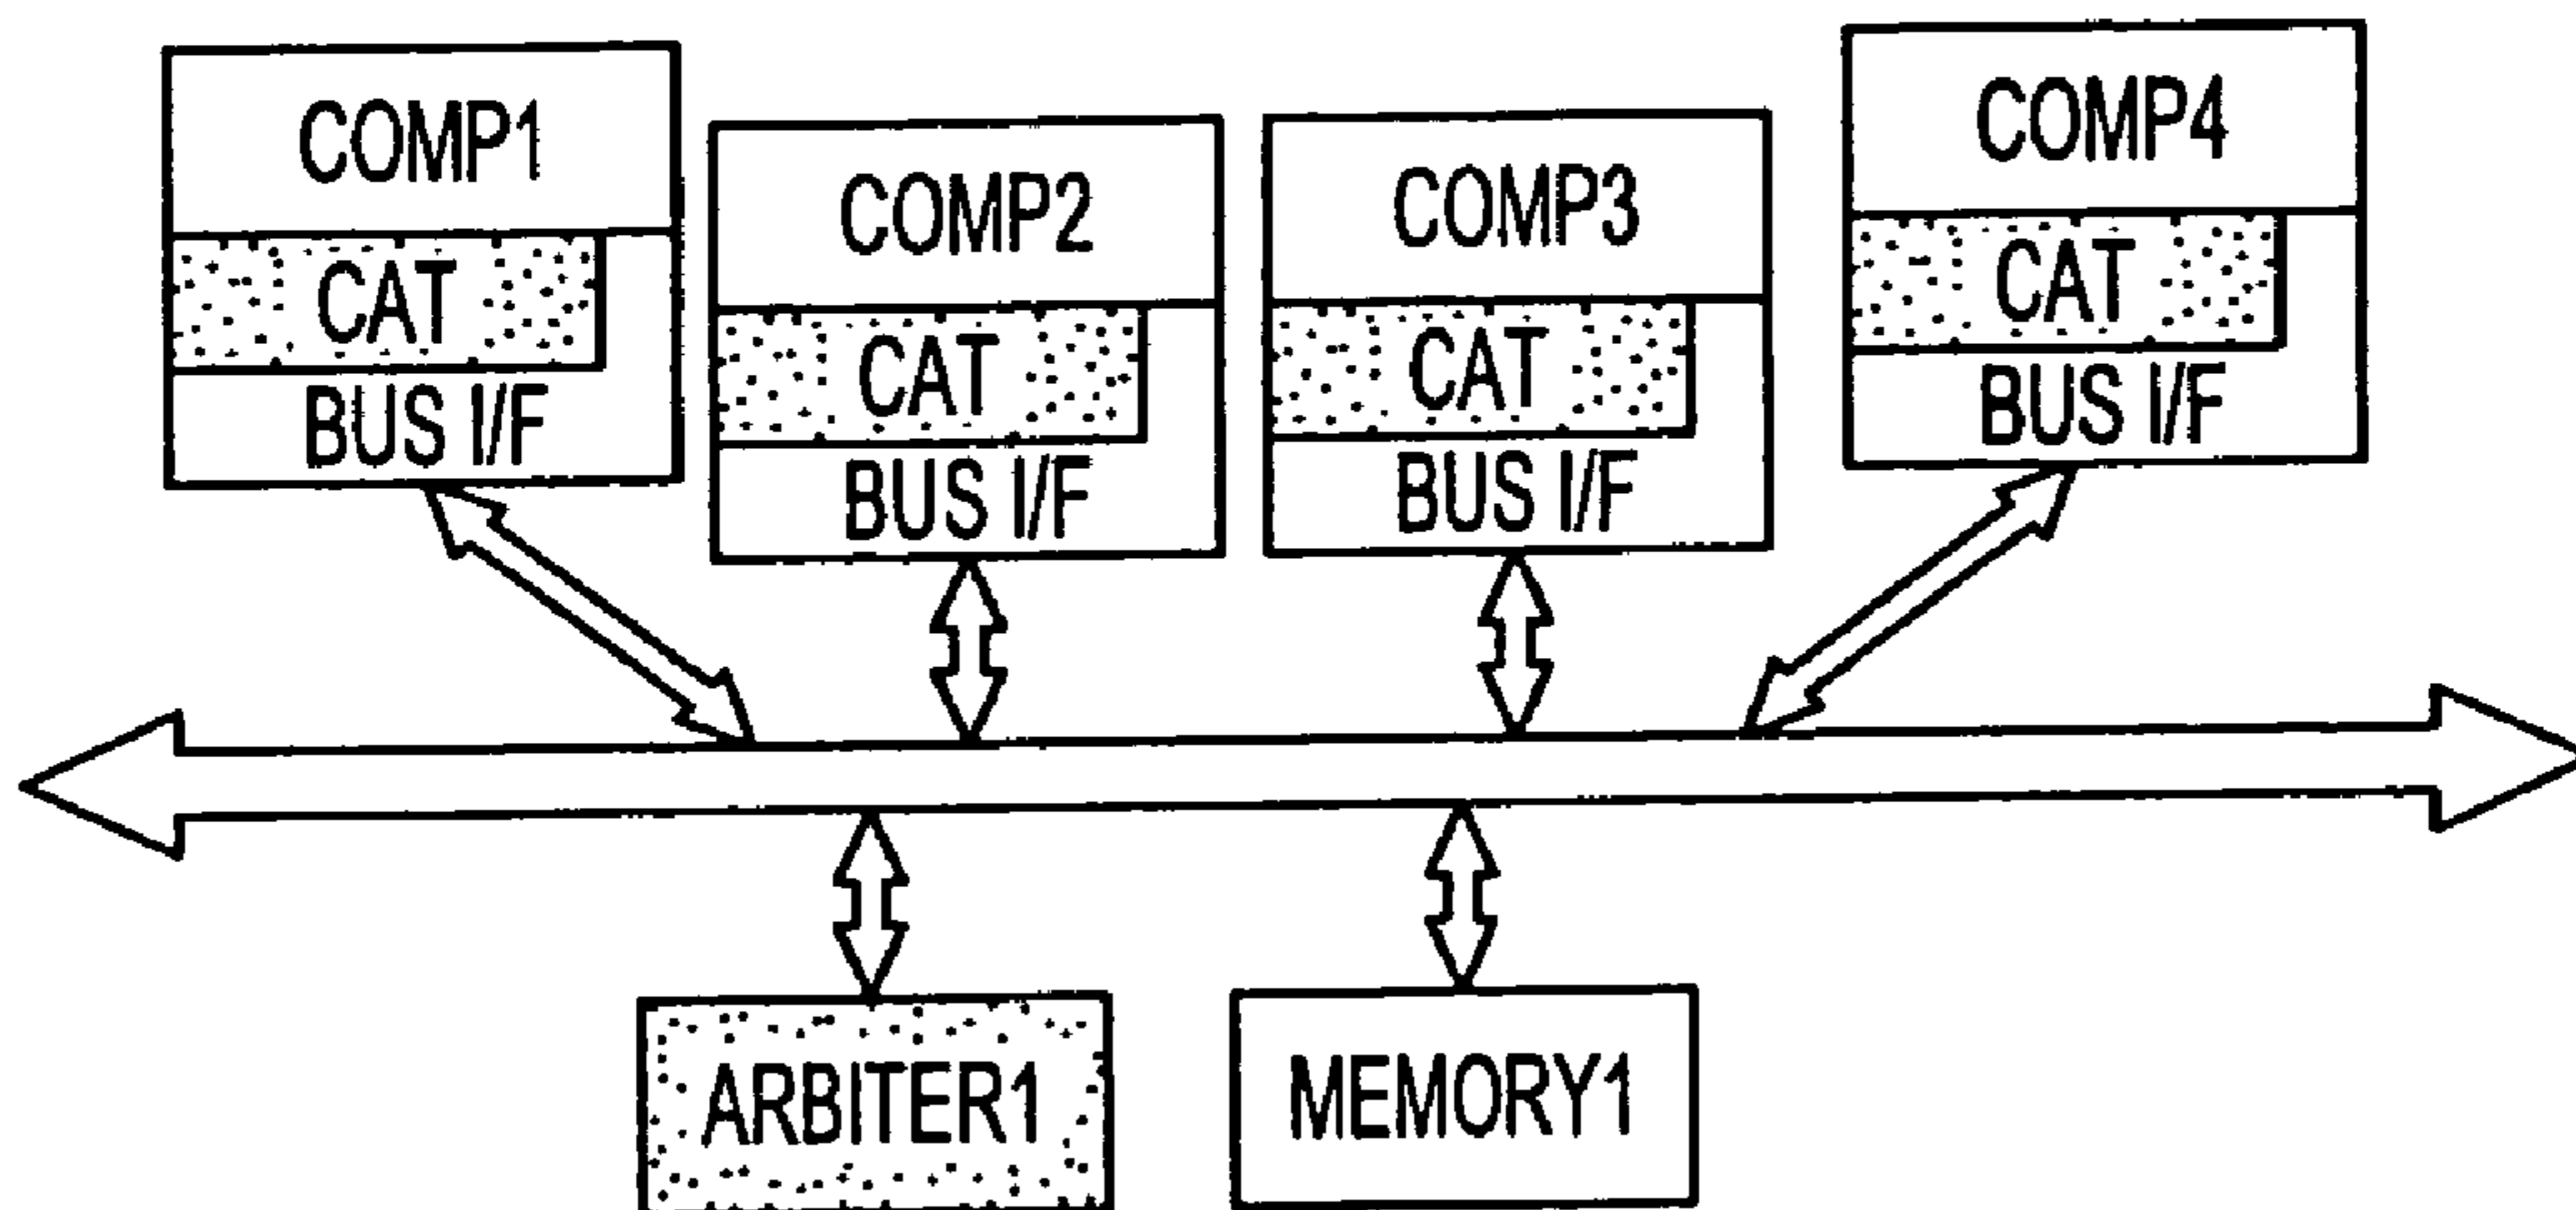 COMP1
CAT
BUS I/F
COMP2
CAT
BUS I/F
COMP3
CAT
BUS I/F
COMP4
CAT
BUS I/F
ARBITER1
MEMORY1